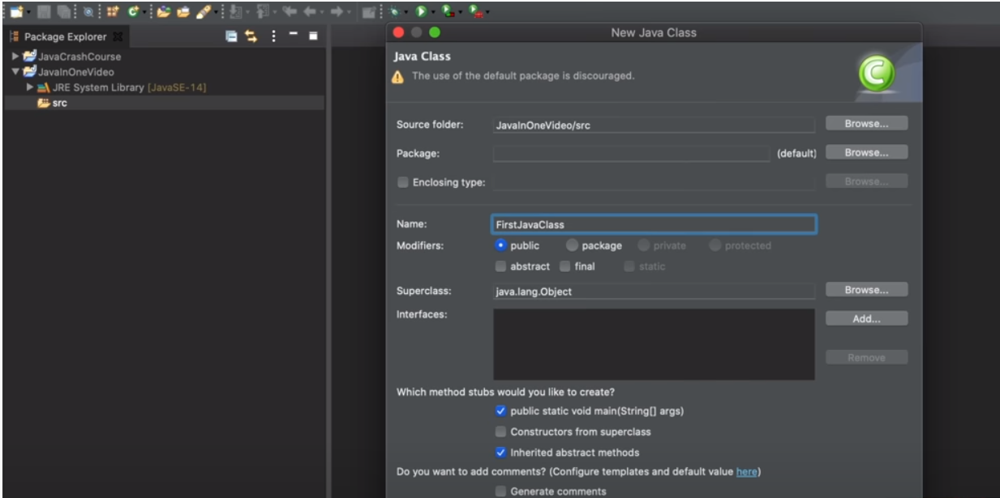 Package Explorer
JavaCrashCourse
JavaInOneVideo
JRE System Library [JavaSE-14]
src
New Java Class
Java Class
The use of the default package is discouraged.
Source folder: JavaInOneVideo/src Browse...
Package: (default) Browse...
Enclosing type: Browse...
Name: FirstJavaClass
Modifiers: public package private protected
abstract final static
Superclass: java.lang.Object Browse...
Interfaces: Add...
Remove
Which method stubs would you like to create?
public static void main(String[] args)
Constructors from superclass
Inherited abstract methods
Do you want to add comments? (Configure templates and default value here)
Generate comments